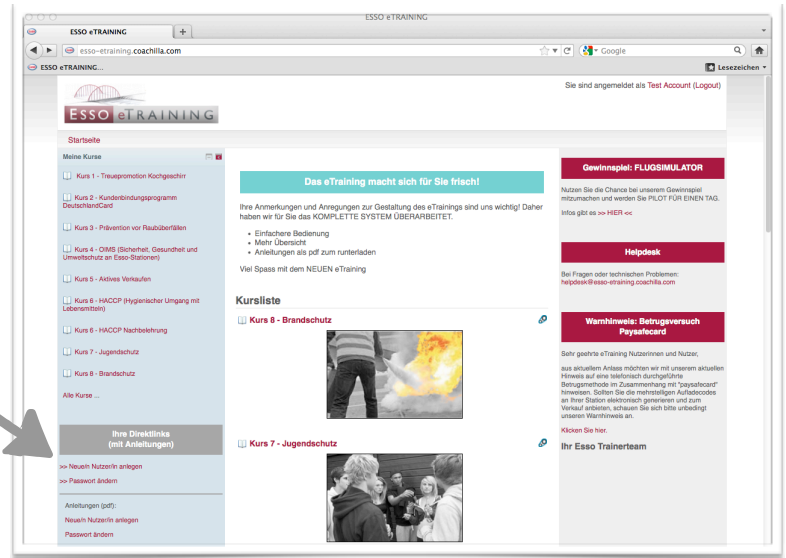 ESSO eTRAINING
ESSO eTRAINING
esso-etraining.coachilla.com
Google
ESSO eTRAINING...
Lesezeichen
Sie sind angemeldet als Test Account (Logout)
ESSO eTRAINING
Startseite
Meine Kurse
Kurs 1 - Treuepromotion Kochgeschirr
Kurs 2 - Kundenbindungsprogramm
DeutschlandCard
Kurs 3 - Prävention vor Raubüberfällen
Kurs 4 - OIMS (Sicherheit, Gesundheit und
Umweltschutz an Esso-Stationen)
Kurs 5 - Aktives Verkaufen
Kurs 6 - HACCP (Hygienischer Umgang mit
Lebensmitteln)
Kurs 6 - HACCP Nachbelehrung
Kurs 7 - Jugendschutz
Kurs 8 - Brandschutz
Alle Kurse ...
Ihre Direktlinks
(mit Anleitungen)
>> Neue/n Nutzer/in anlegen
>> Passwort ändern
Anleitungen (pdf):
Neue/n Nutzer/in anlegen
Passwort ändern
Das eTraining macht sich für Sie frisch!
Ihre Anmerkungen und Anregungen zur Gestaltung des eTrainings sind uns wichtig! Daher
haben wir für Sie das KOMPLETTE SYSTEM ÜBERARBEITET.
• Einfachere Bedienung
• Mehr Übersicht
• Anleitungen als pdf zum runterladen
Viel Spass mit dem NEUEN eTraining
Kursliste
Kurs 8 - Brandschutz
Kurs 7 - Jugendschutz
Gewinnspiel: FLUGSIMULATOR
Nutzen Sie die Chance bei unserem Gewinnspiel
mitzumachen und werden Sie PILOT FÜR EINEN TAG.
Infos gibt es >> HIER <<
Helpdesk
Bei Fragen oder technischen Problemen:
helpdesk@esso-etraining.coachilla.com
Warnhinweis: Betrugsversuch
Paysafecard
Sehr geehrte eTraining Nutzerinnen und Nutzer,
aus aktuellem Anlass möchten wir mit unserem aktuellen
Hinweis auf eine telefonisch durchgeführte
Betrugsmethode im Zusammenhang mit "paysafecard"
hinweisen. Sollten Sie die mehrstelligen Aufladecodes
an Ihrer Station elektronisch generieren und zum
Verkauf anbieten, schauen Sie sich bitte unbedingt
unseren Warnhinweis an.
Klicken Sie hier.
Ihr Esso Trainerteam